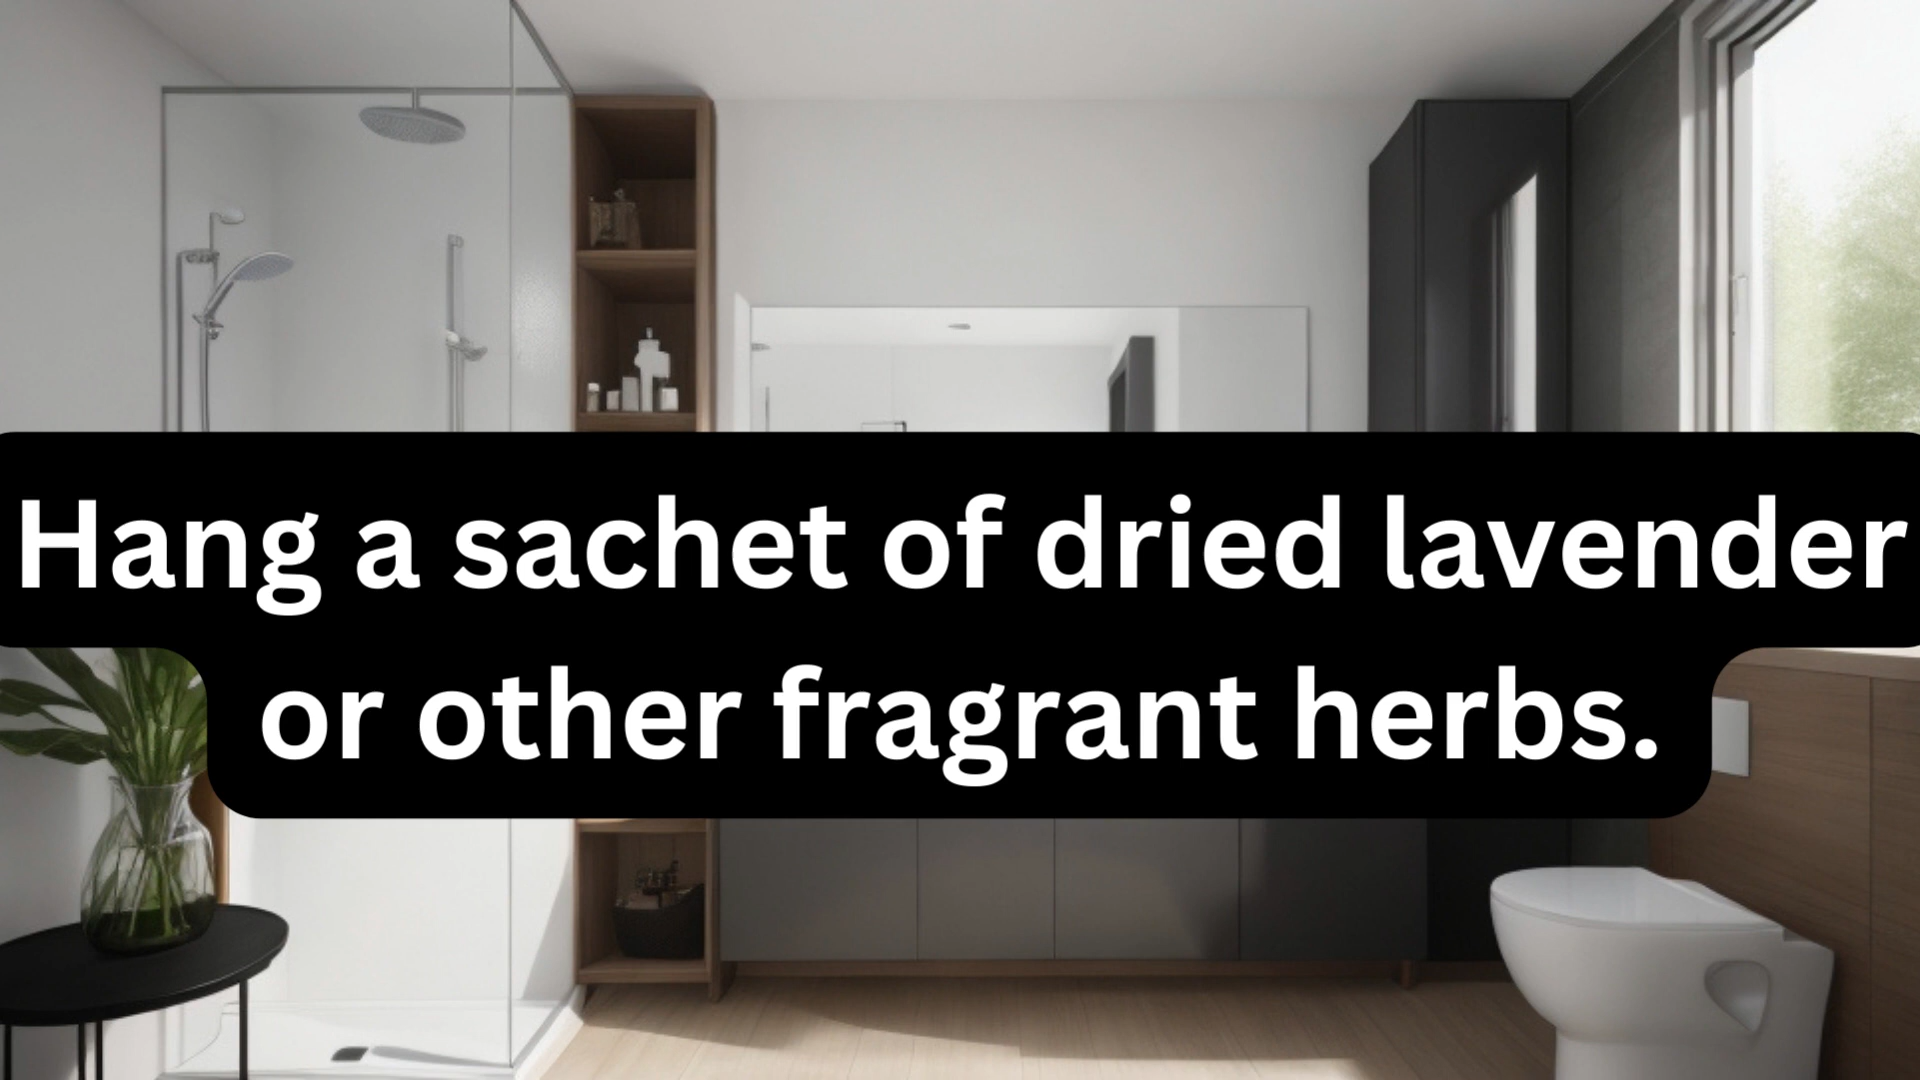 Hang a sachet of dried lavender
or other fragrant herbs.